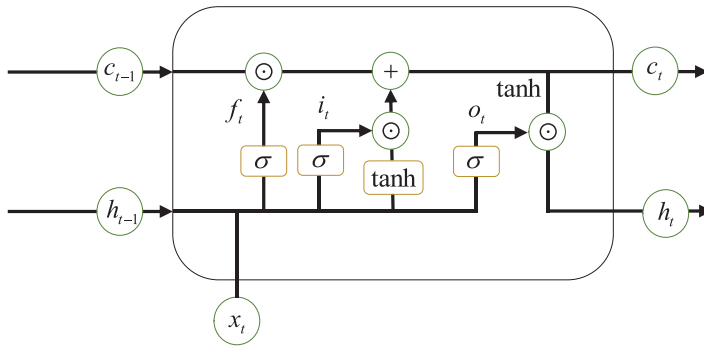 c_{t-1} ⊙ + c_t
tanh
f_t i_t o_t
⊙ ⊙
σ σ σ
tanh
h_{t-1} h_t
x_t